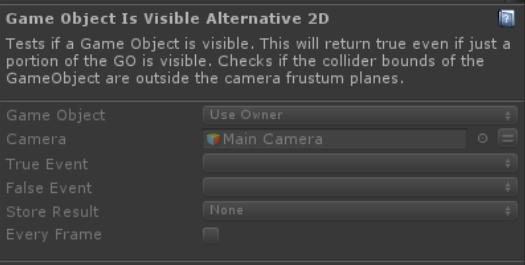 Game Object Is Visible Alternative 2D
Tests if a Game Object is visible. This will return true even if just a
portion of the GO is visible. Checks if the collider bounds of the
GameObject are outside the camera frustum planes.
Game Object Use Owner
Camera Main Camera
True Event
False Event
Store Result None
Every Frame